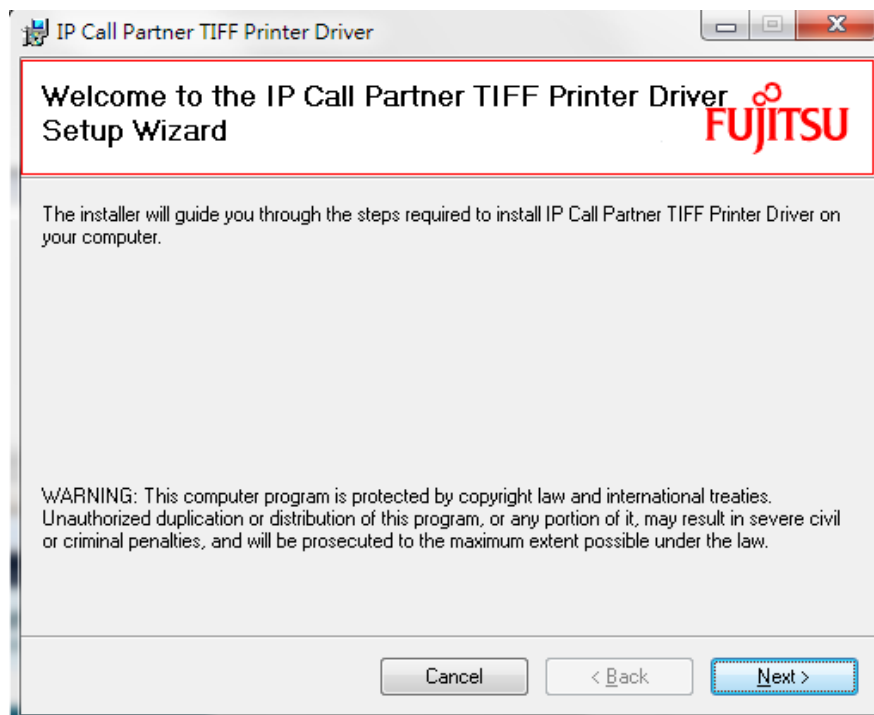 IP Call Partner TIFF Printer Driver
Welcome to the IP Call Partner TIFF Printer Driver
Setup Wizard
FUJITSU
The installer will guide you through the steps required to install IP Call Partner TIFF Printer Driver on
your computer.
WARNING: This computer program is protected by copyright law and international treaties.
Unauthorized duplication or distribution of this program, or any portion of it, may result in severe civil
or criminal penalties, and will be prosecuted to the maximum extent possible under the law.
Cancel < Back Next >